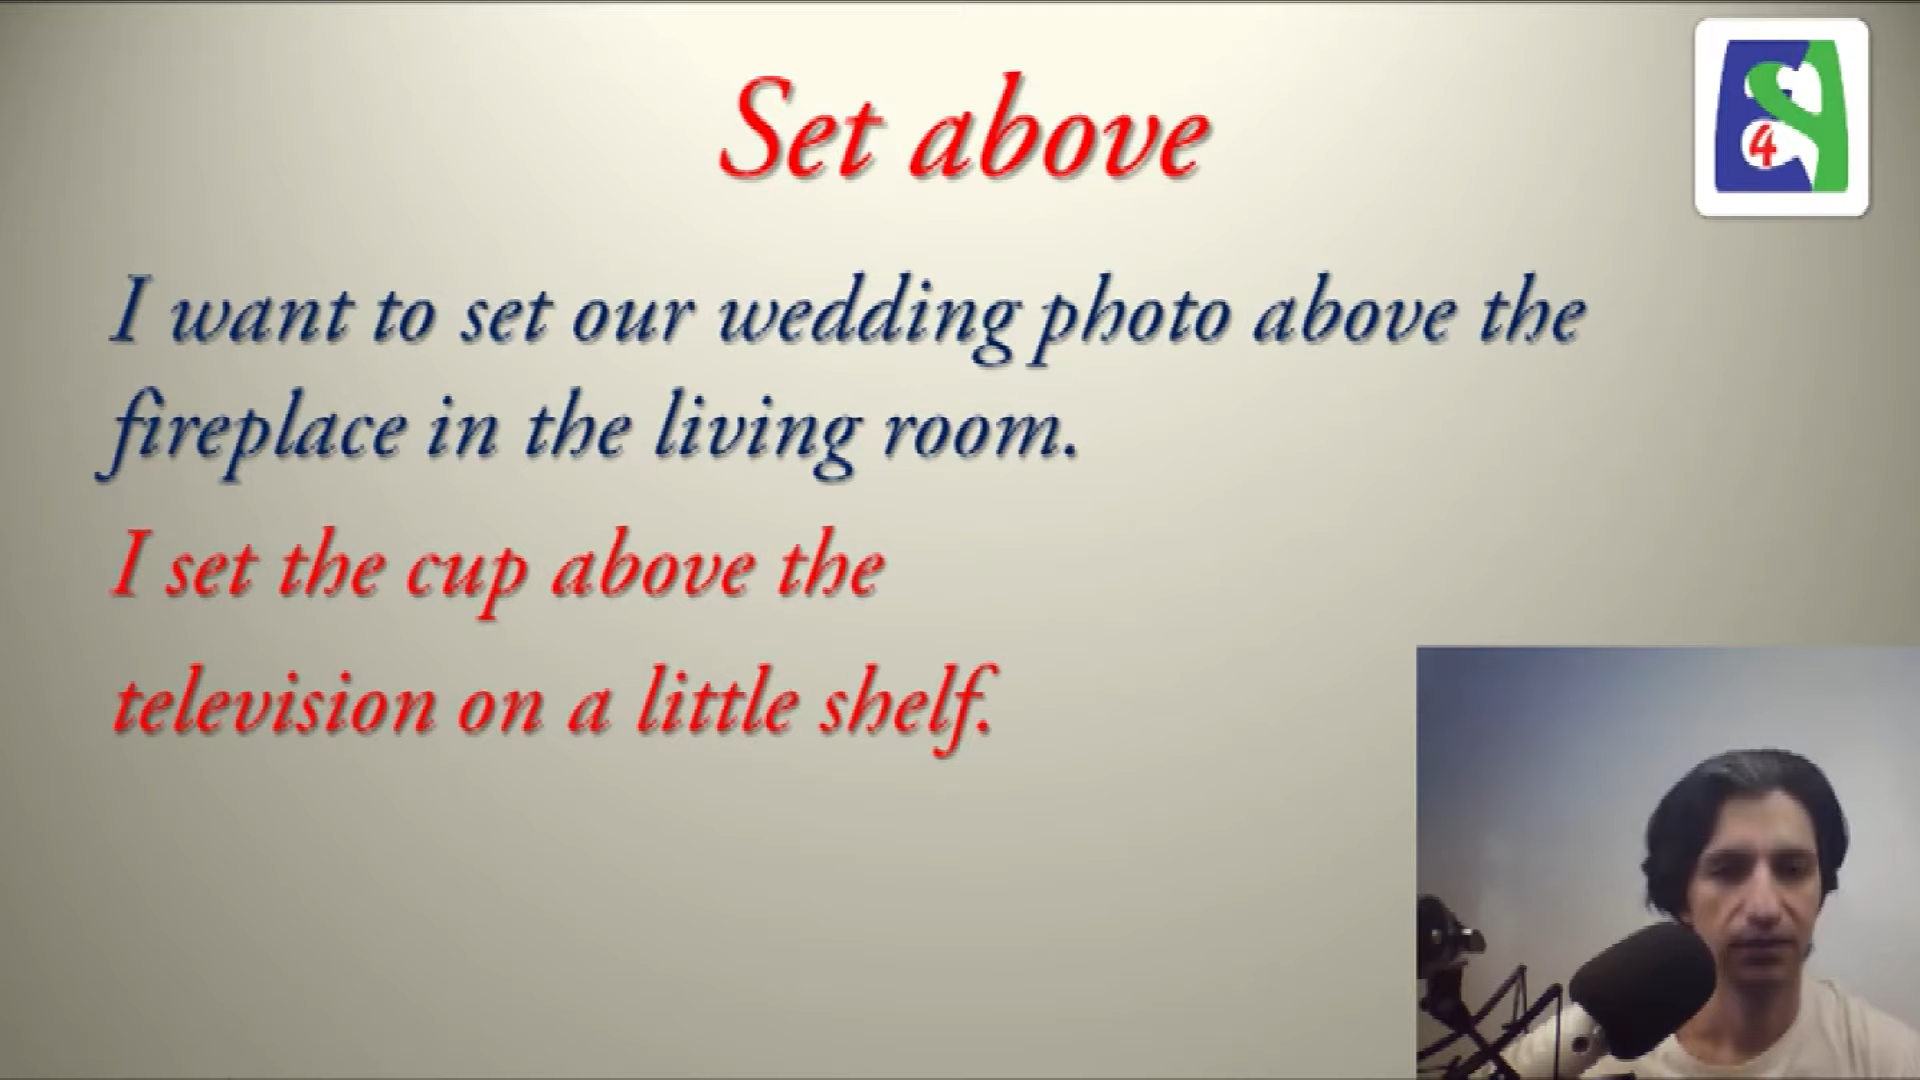 Set above
4
I want to set our wedding photo above the
fireplace in the living room.
I set the cup above the
television on a little shelf.